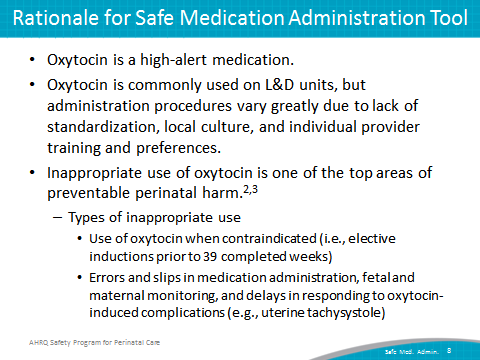 Rationale for Safe Medication Administration Tool
• Oxytocin is a high-alert medication.
• Oxytocin is commonly used on L&D units, but
administration procedures vary greatly due to lack of
standardization, local culture, and individual provider
training and preferences.
• Inappropriate use of oxytocin is one of the top areas of
preventable perinatal harm.2,3
– Types of inappropriate use
• Use of oxytocin when contraindicated (i.e., elective
inductions prior to 39 completed weeks)
• Errors and slips in medication administration, fetal and
maternal monitoring, and delays in responding to oxytocin-
induced complications (e.g., uterine tachysystole)
AHRQ Safety Program for Perinatal Care
Safe Med. Admin. 8